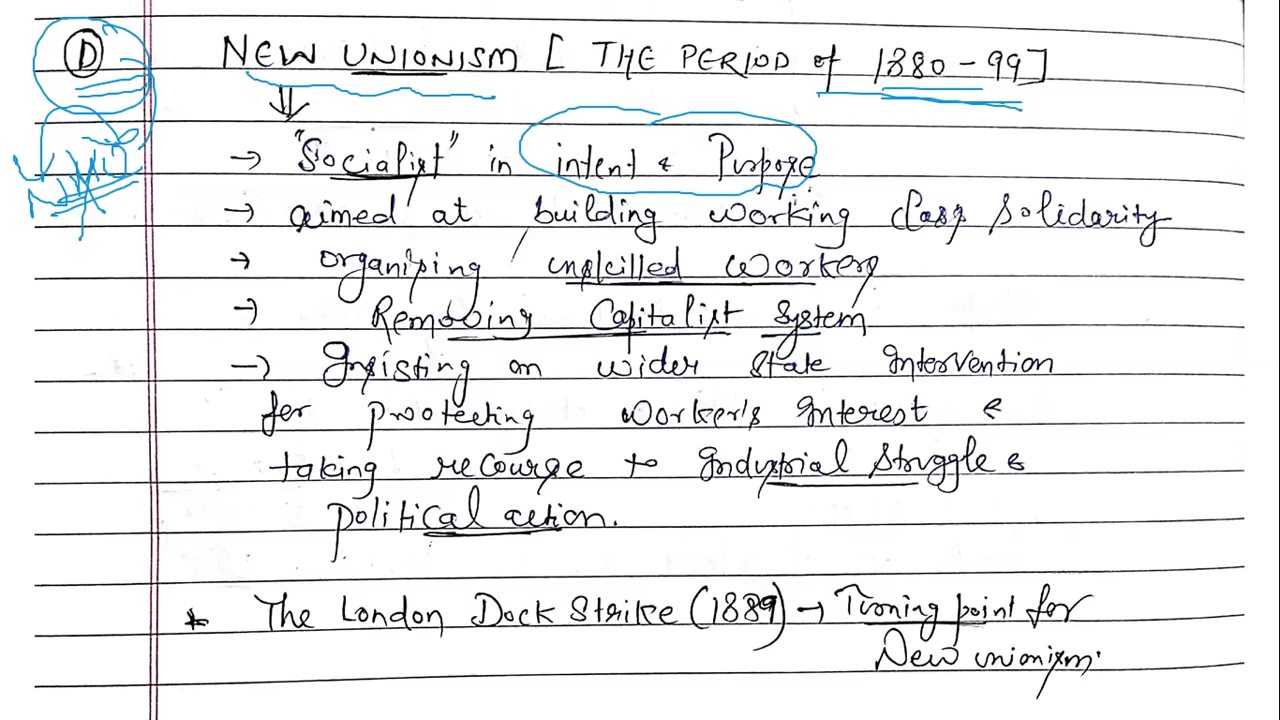 D NEW UNIONISM [ THE PERIOD of 1880-99]
→ "Socialist" in intent & Purpose
→ aimed at building working class solidarity
→ organising unskilled workers
→ Removing Capitalist System
→ Insisting on wider State Intervention
for protecting worker's Interest &
taking recourse to Industrial Struggle &
political action.
* The London Dock Strike (1889) → Turning point for
New unionism.